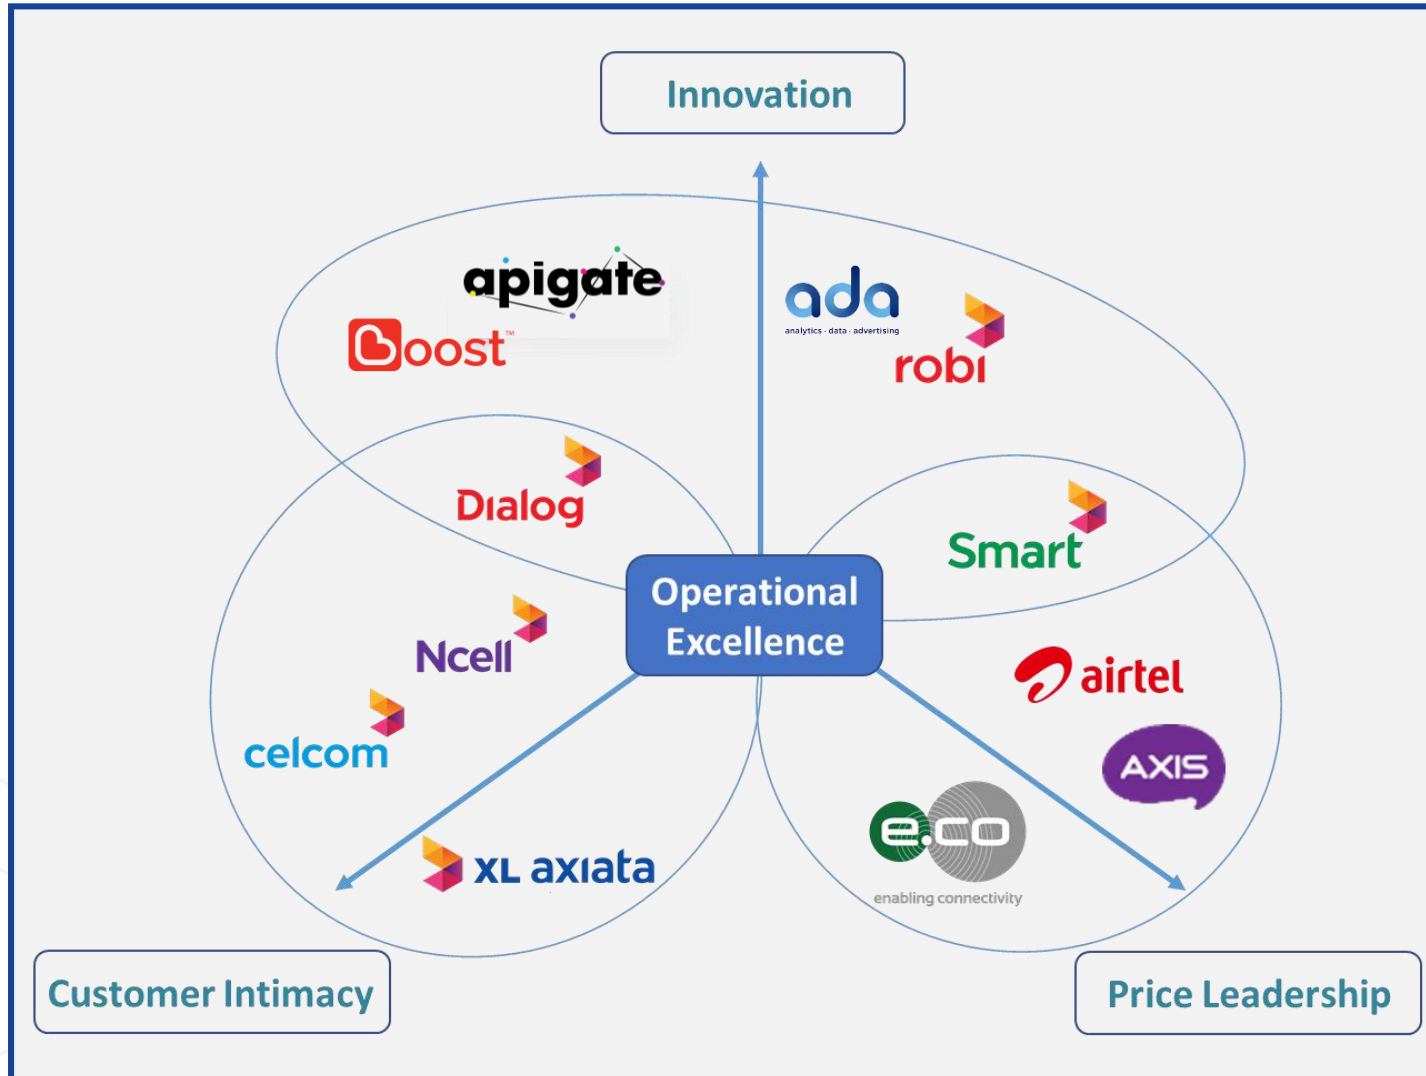 Innovation
apigate
Boost™
ada
analytics · data · advertising
robi
Dialog
Smart
Operational
Excellence
Ncell
airtel
celcom
AXIS
e.co
enabling connectivity
XL axiata
Customer Intimacy
Price Leadership